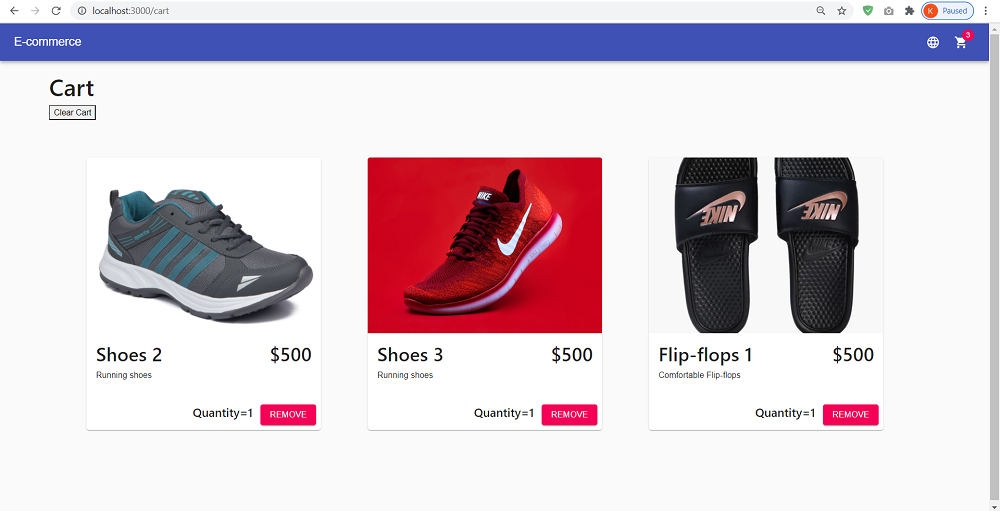 localhost:3000/cart
K Paused
E-commerce
3
Cart
Clear Cart
NIKE
NIKE
NIKE
Shoes 2 $500
Running shoes
Quantity=1 REMOVE
Shoes 3 $500
Running shoes
Quantity=1 REMOVE
Flip-flops 1 $500
Comfortable Flip-flops
Quantity=1 REMOVE